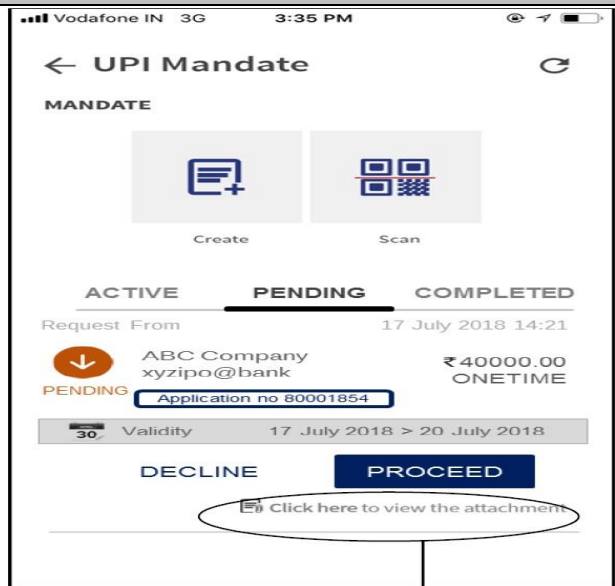 Vodafone IN 3G 3:35 PM
← UPI Mandate
MANDATE
Create Scan
ACTIVE PENDING COMPLETED
Request From 17 July 2018 14:21
ABC Company ₹40000.00
xyzipo@bank ONETIME
PENDING
Application no 80001854
30 Validity 17 July 2018 > 20 July 2018
DECLINE PROCEED
Click here to view the attachment